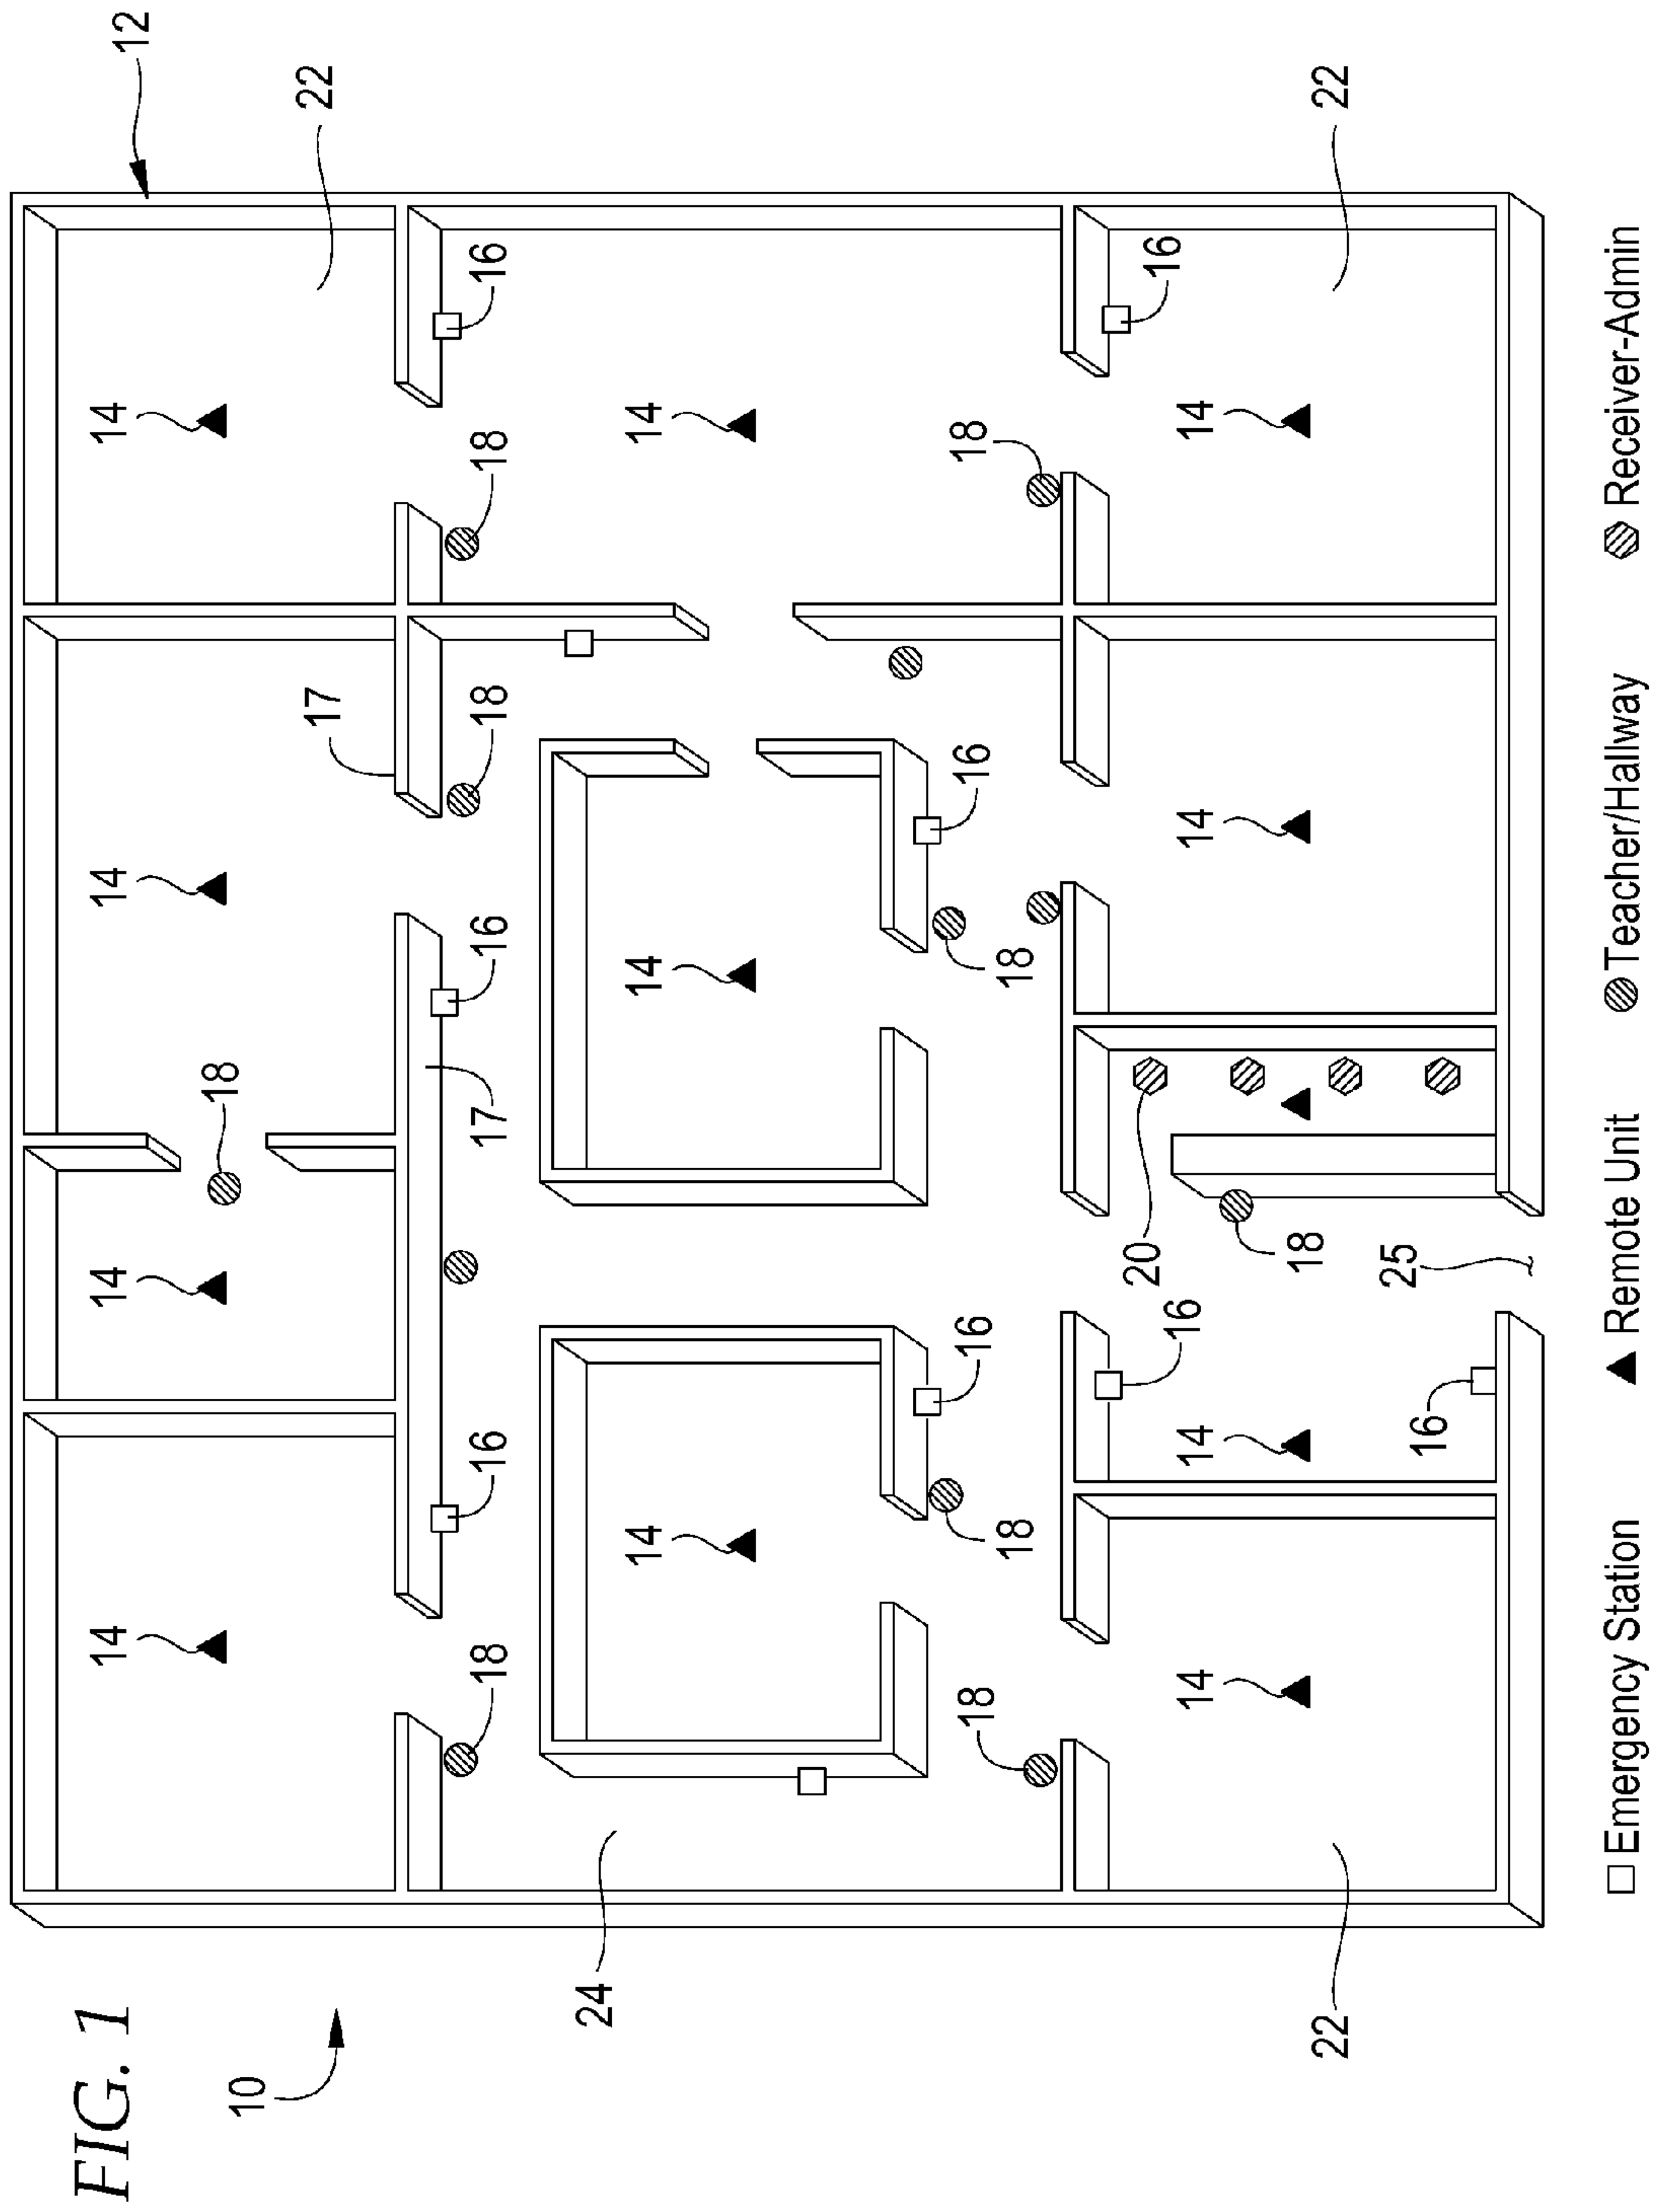 FIG. 1
14 14 14 14 12
10 18 17 22
18 16 17 16 18 18 16
24
14 14 14
18 16 16 18
18 18
14 14 16 20 14 14 16
18
22 22
16 25
Emergency Station Remote Unit Teacher/Hallway Receiver-Admin